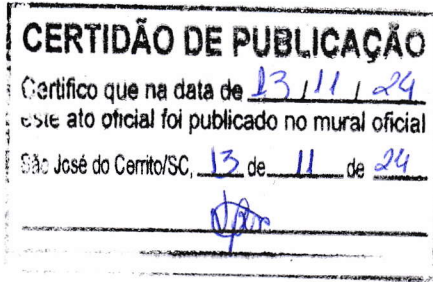 CERTIDÃO DE PUBLICAÇÃO
Certifico que na data de 13 / 11 / 24
este ato oficial foi publicado no mural oficial
São José do Cerrito/SC, 13 de 11 de 24